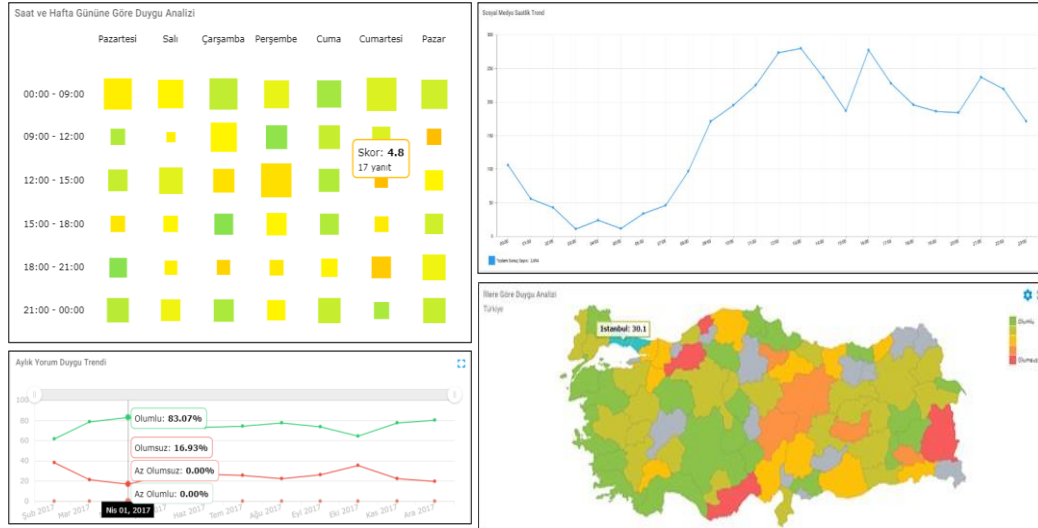 Saat ve Hafta Gününe Göre Duygu Analizi
Pazartesi Salı Çarşamba Perşembe Cuma Cumartesi Pazar
00:00 - 09:00
09:00 - 12:00
Skor: 4.8
17 yanıt
12:00 - 15:00
15:00 - 18:00
18:00 - 21:00
21:00 - 00:00
Sosyal Medya Saatlik Trend
Aylık Yorum Duygu Trendi
100
80
60
40
20
0
Olumlu: 83.07%
Olumsuz: 16.93%
Az Olumsuz: 0.00%
Az Olumlu: 0.00%
Şub 2017 Mar 2017 Nis 01, 2017 Haz 2017 Tem 2017 Ağu 2017 Eyl 2017 Eki 2017 Kas 2017 Ara 2017
İllere Göre Duygu Analizi
Türkiye
İstanbul: 30.1
Olumlu
Olumsuz